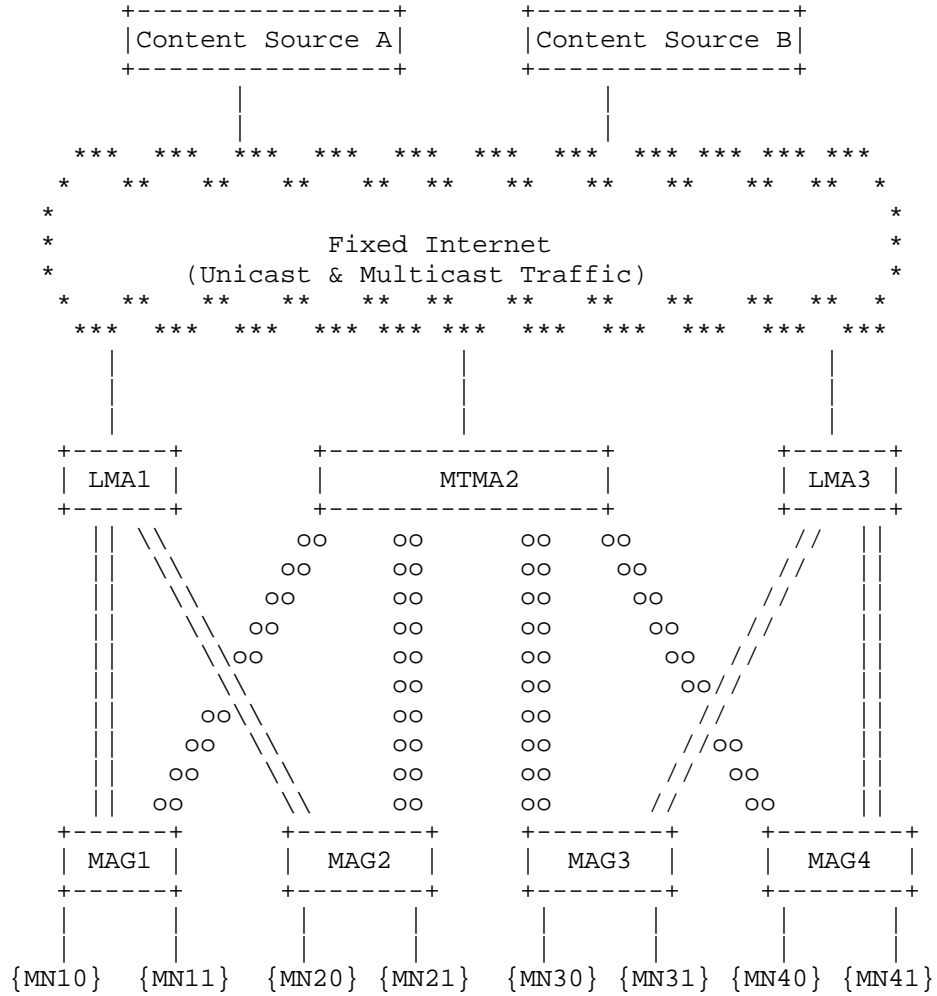 Content Source A Content Source B
Fixed Internet
(Unicast & Multicast Traffic)
LMA1 MTMA2 LMA3
MAG1 MAG2 MAG3 MAG4
{MN10} {MN11} {MN20} {MN21} {MN30} {MN31} {MN40} {MN41}